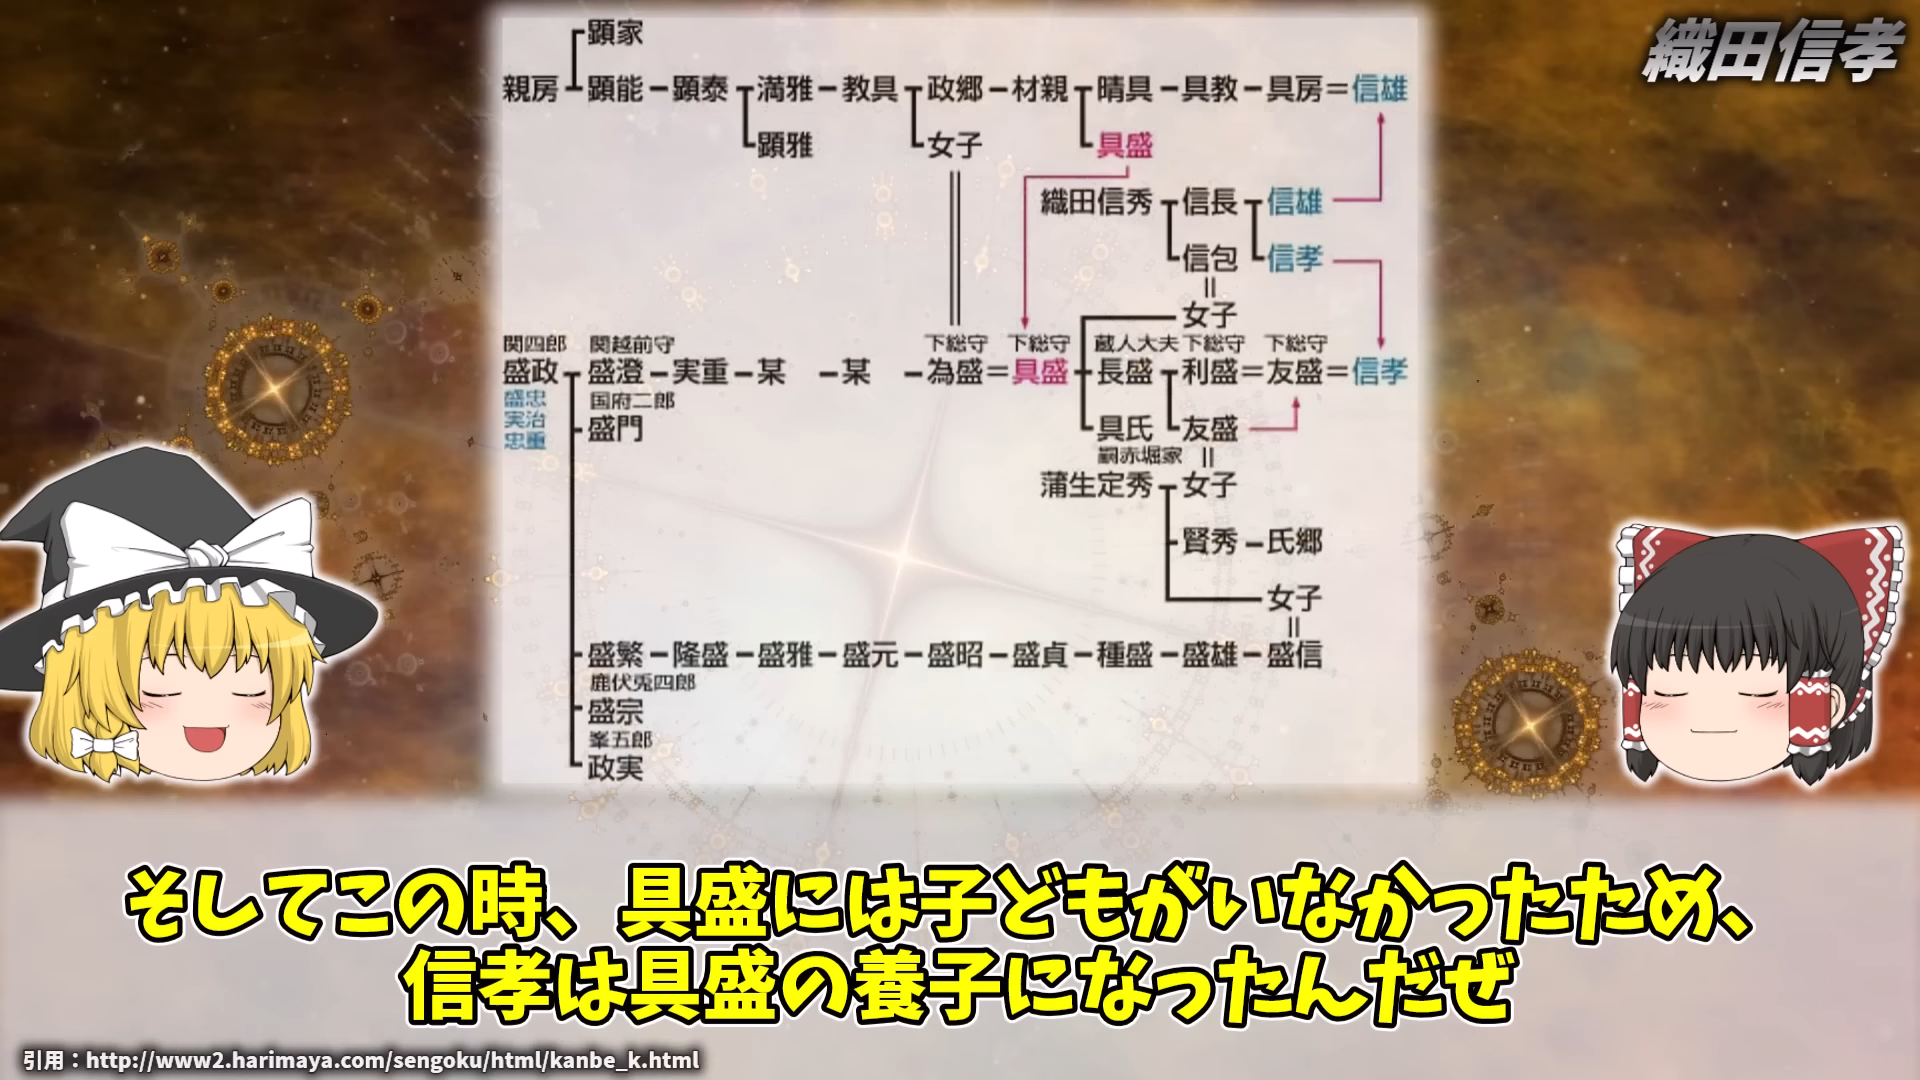 織田信孝
顕家
親房 顕能 顕泰 満雅 教具 政郷 材親 晴具 具教 具房=信雄
顕雅 女子 具盛
織田信秀 信長 信雄
信包 信孝
女子
関四郎 関越前守 下総守 下総守 蔵人大夫 下総守 下総守
盛政 盛澄 実重 某 某 為盛=具盛 長盛 利盛=友盛=信孝
盛忠 国府二郎
実治
忠重 盛門 具氏 友盛
嗣赤堀家
蒲生定秀 女子
賢秀 氏郷
女子
盛繁 隆盛 盛雅 盛元 盛昭 盛貞 種盛 盛雄 盛信
鹿伏兎四郎
盛宗
峯五郎
政実
そしてこの時、具盛には子どもがいなかったため、
信孝は具盛の養子になったんだぜ
引用：http://www2.harimaya.com/sengoku/html/kanbe_k.html